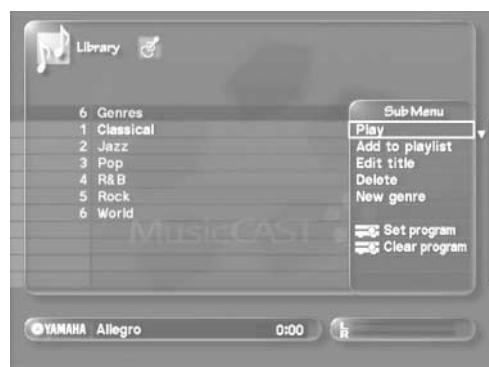 Library
6 Genres
1 Classical
2 Jazz
3 Pop
4 R&B
5 Rock
6 World
MusicCAST
Sub Menu
Play
Add to playlist
Edit title
Delete
New genre
Set program
Clear program
YAMAHA Allegro 0:00
L
R